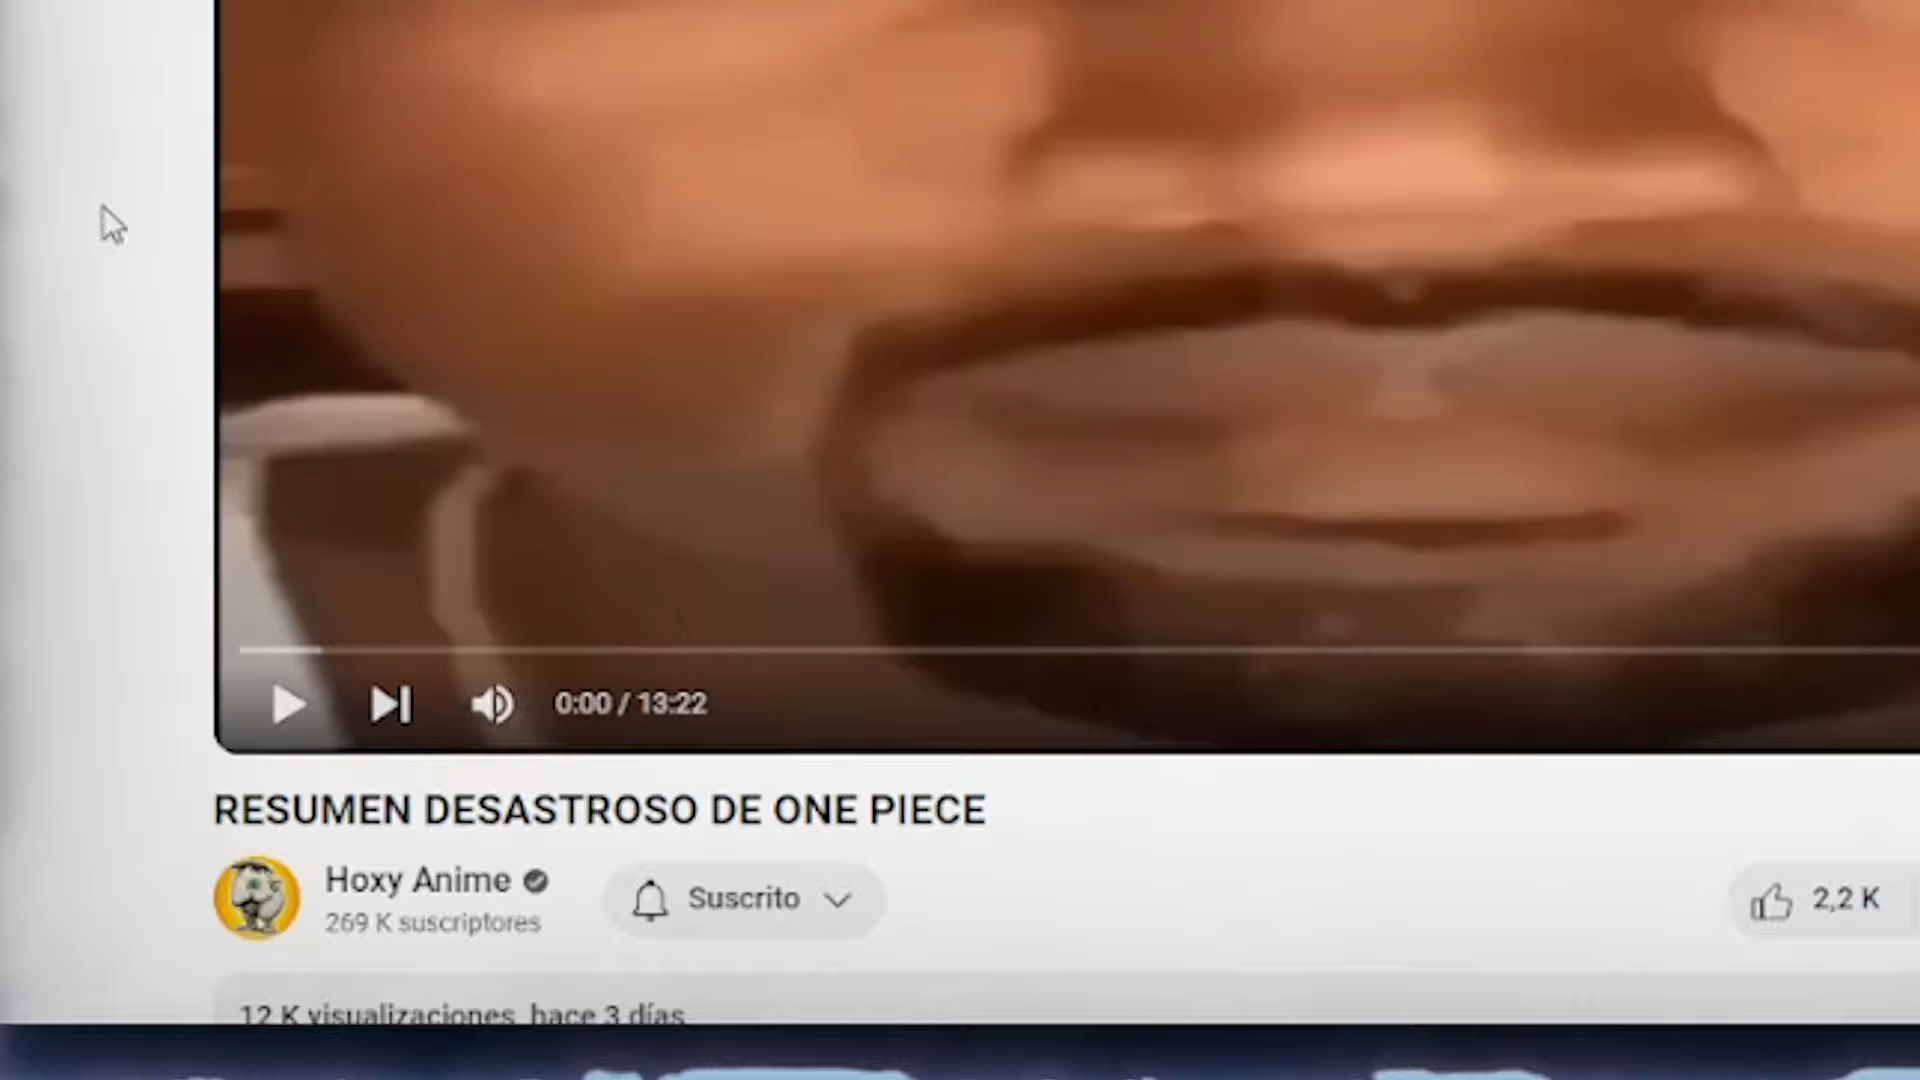 0:00 / 13:22
RESUMEN DESASTROSO DE ONE PIECE
Hoxy Anime
269 K suscriptores
Suscrito
2,2 K
12 K visualizaciones hace 3 días